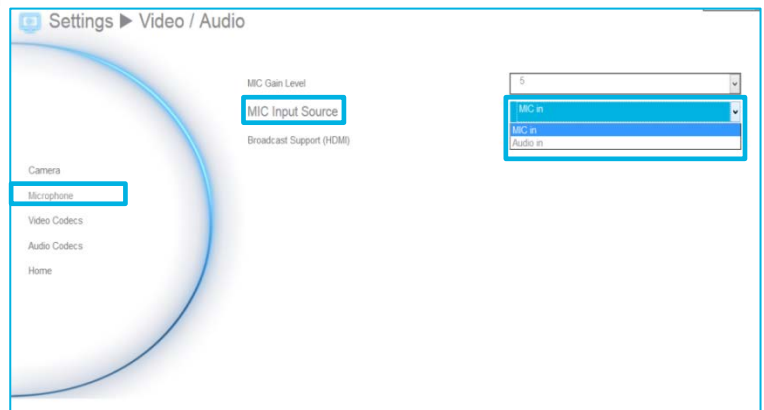 Settings ▶ Video / Audio
MIC Gain Level
5
MIC Input Source
MIC in
MIC in
Audio in
Broadcast Support (HDMI)
Camera
Microphone
Video Codecs
Audio Codecs
Home